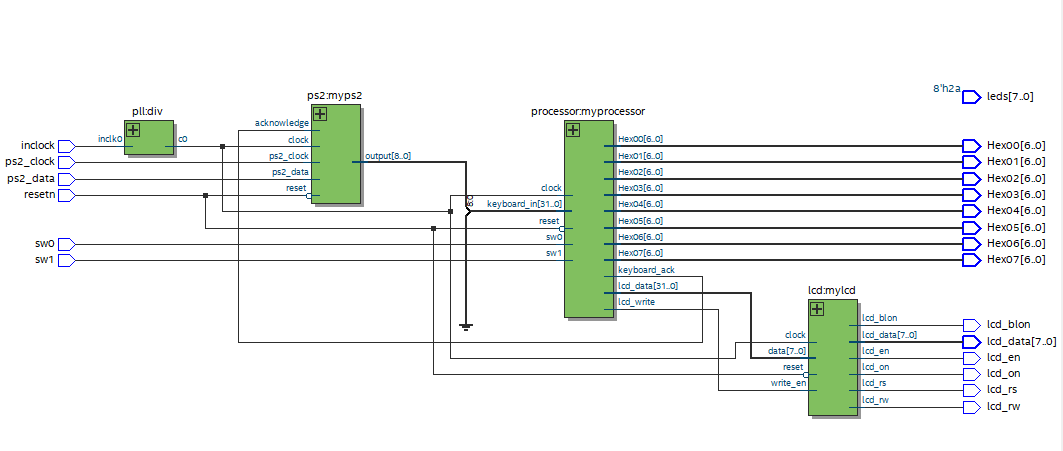 8'h2a
leds[7..0]
ps2:myps2
pll:div
processor:myprocessor
acknowledge
inclk0
c0
clock
ps2_clock
ps2_data
reset
output[8..0]
inclock
ps2_clock
ps2_data
resetn
sw0
sw1
clock
keyboard_in[31..0]
reset
sw0
sw1
Hex00[6..0]
Hex01[6..0]
Hex02[6..0]
Hex03[6..0]
Hex04[6..0]
Hex05[6..0]
Hex06[6..0]
Hex07[6..0]
keyboard_ack
lcd_data[31..0]
lcd_write
Hex00[6..0]
Hex01[6..0]
Hex02[6..0]
Hex03[6..0]
Hex04[6..0]
Hex05[6..0]
Hex06[6..0]
Hex07[6..0]
lcd:mylcd
clock
data[7..0]
reset
write_en
lcd_blon
lcd_data[7..0]
lcd_en
lcd_on
lcd_rs
lcd_rw
lcd_blon
lcd_data[7..0]
lcd_en
lcd_on
lcd_rs
lcd_rw